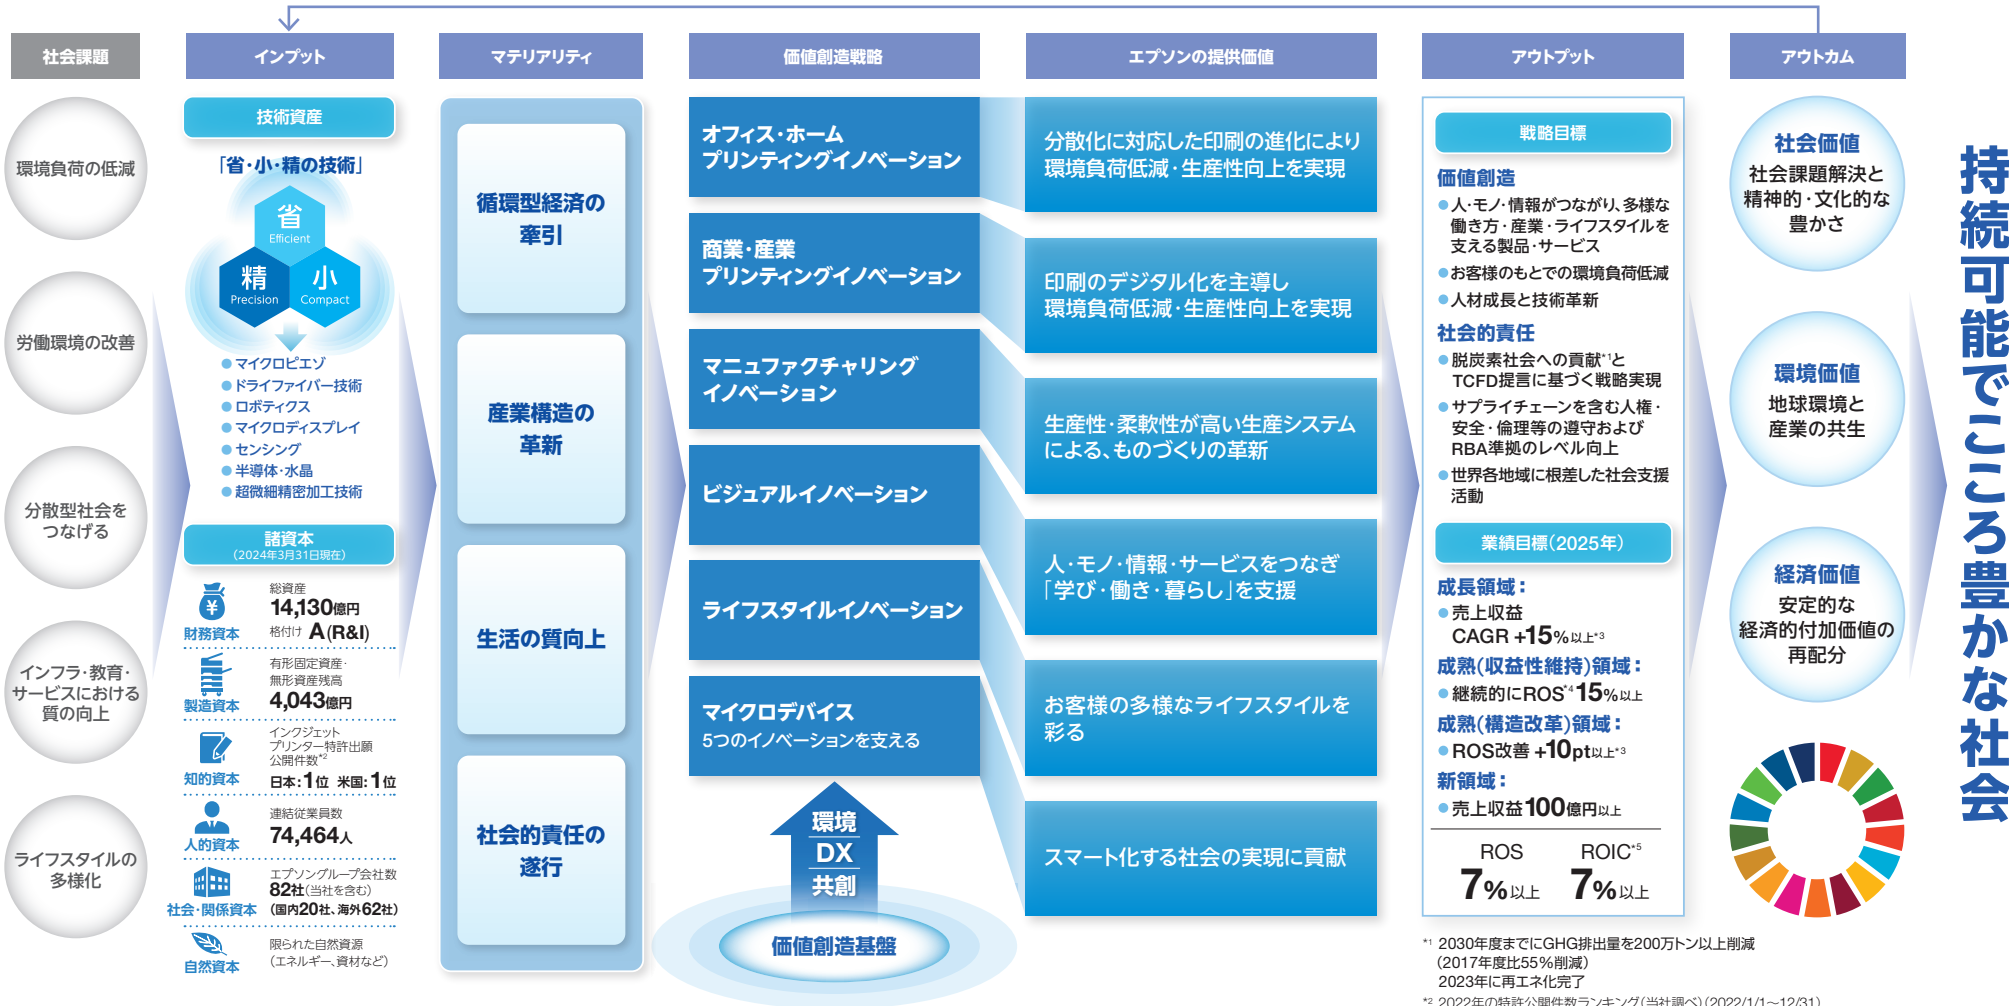 社会課題
環境負荷の低減
労働環境の改善
分散型社会を
つなげる
インフラ・教育・
サービスにおける
質の向上
ライフスタイルの
多様化
インプット
技術資産
「省・小・精の技術」
省
Efficient
精
Precision
小
Compact
●マイクロピエゾ
●ドライファイバー技術
●ロボティクス
●マイクロディスプレイ
●センシング
●半導体・水晶
●超微細精密加工技術
諸資本
(2024年3月31日現在)
¥
財務資本
総資産
14,130億円
格付け A(R&I)
製造資本
有形固定資産・
無形資産残高
4,043億円
知的資本
インクジェット
プリンター特許出願
公開件数*2
日本:1位 米国:1位
人的資本
連結従業員数
74,464人
社会・関係資本
エプソングループ会社数
82社(当社を含む)
(国内20社、海外62社)
自然資本
限られた自然資源
(エネルギー、資材など)
マテリアリティ
循環型経済の
牽引
産業構造の
革新
生活の質向上
社会的責任の
遂行
価値創造戦略
オフィス・ホーム
プリンティングイノベーション
商業・産業
プリンティングイノベーション
マニュファクチャリング
イノベーション
ビジュアルイノベーション
ライフスタイルイノベーション
マイクロデバイス
5つのイノベーションを支える
環境
DX
共創
価値創造基盤
エプソンの提供価値
分散化に対応した印刷の進化により
環境負荷低減・生産性向上を実現
印刷のデジタル化を主導し
環境負荷低減・生産性向上を実現
生産性・柔軟性が高い生産システム
による、ものづくりの革新
人・モノ・情報・サービスをつなぎ
「学び・働き・暮らし」を支援
お客様の多様なライフスタイルを
彩る
スマート化する社会の実現に貢献
アウトプット
戦略目標
価値創造
●人・モノ・情報がつながり、多様な
働き方・産業・ライフスタイルを
支える製品・サービス
●お客様のもとでの環境負荷低減
●人材成長と技術革新
社会的責任
●脱炭素社会への貢献*1と
TCFD提言に基づく戦略実現
●サプライチェーンを含む人権・
安全・倫理等の遵守および
RBA準拠のレベル向上
●世界各地域に根差した社会支援
活動
業績目標(2025年)
成長領域:
●売上収益
CAGR +15%以上*3
成熟(収益性維持)領域:
●継続的にROS*4 15%以上
成熟(構造改革)領域:
●ROS改善 +10pt以上*3
新領域:
●売上収益100億円以上
ROS
7%以上
ROIC*5
7%以上
*1 2030年度までにGHG排出量を200万トン以上削減
(2017年度比55%削減)
2023年に再エネ化完了
*2 2022年の特許公開件数ランキング(当社調べ)(2022/1/1～12/31)
アウトカム
社会価値
社会課題解決と
精神的・文化的な
豊かさ
環境価値
地球環境と
産業の共生
経済価値
安定的な
経済的付加価値の
再配分
持続可能でこころ豊かな社会